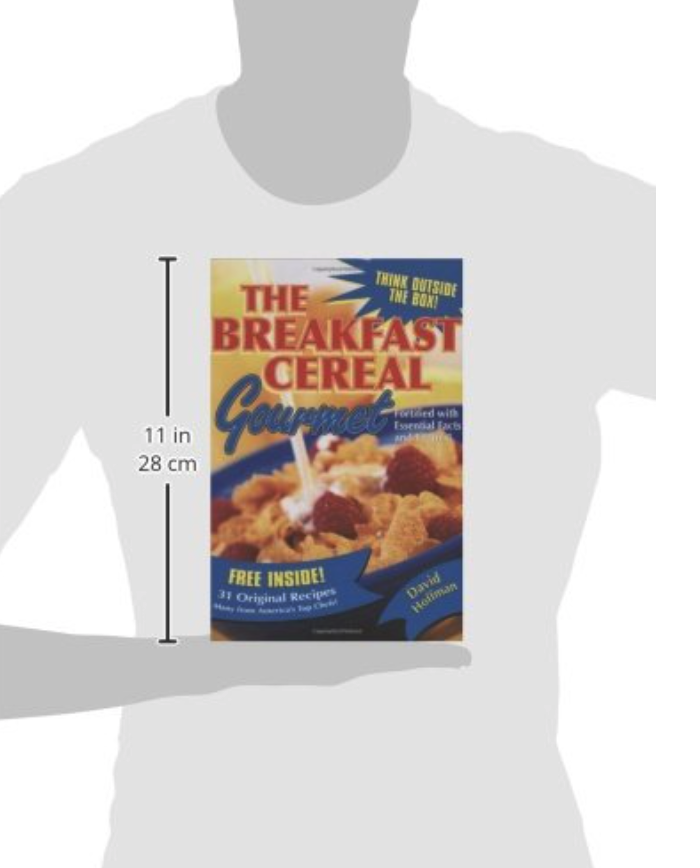 THINK OUTSIDE
THE BOX!
THE
BREAKFAST
CEREAL
Gourmet
Fortified with
Essential Facts
and
11 in
28 cm
FREE INSIDE!
31 Original Recipes
Many from America's Top Chefs!
David
Hoffman